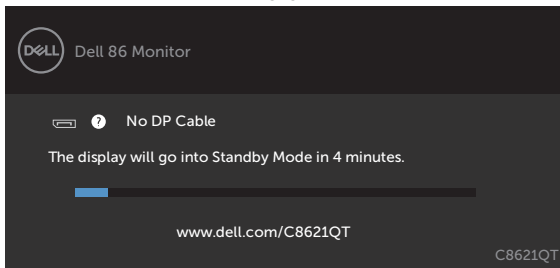 DELL
Dell 86 Monitor
? No DP Cable
The display will go into Standby Mode in 4 minutes.
www.dell.com/C8621QT
C8621QT